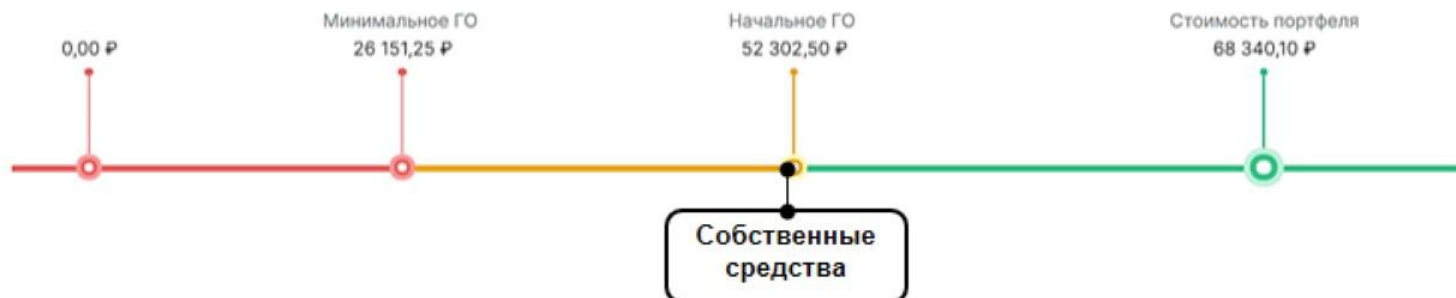 Минимальное ГО
Начальное ГО
Стоимость портфеля
0,00 ₽
26 151,25 ₽
52 302,50 ₽
68 340,10 ₽
Собственные
средства